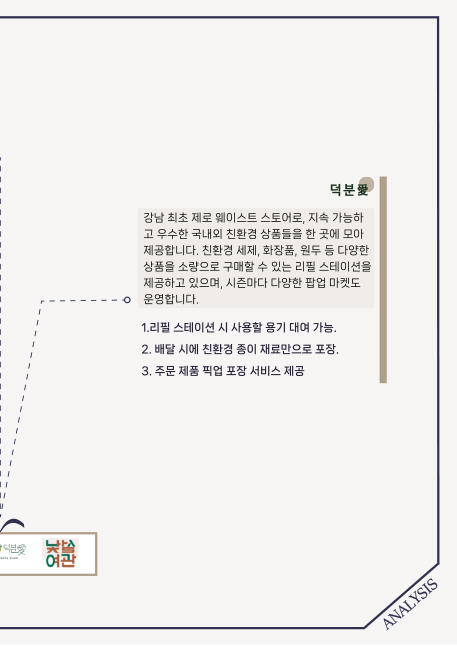 덕분愛
강남 최초 제로 웨이스트 스토어로, 지속 가능하
고 우수한 국내외 친환경 상품들을 한 곳에 모아
제공합니다. 친환경 세제, 화장품, 원두 등 다양한
상품을 소량으로 구매할 수 있는 리필 스테이션을
제공하고 있으며, 시즌마다 다양한 팝업 마켓도
운영합니다.
1.리필 스테이션 시 사용할 용기 대여 가능.
2. 배달 시에 친환경 종이 재료만으로 포장.
3. 주문 제품 픽업 포장 서비스 제공
덕분愛
낮살
여관
ANALYSIS